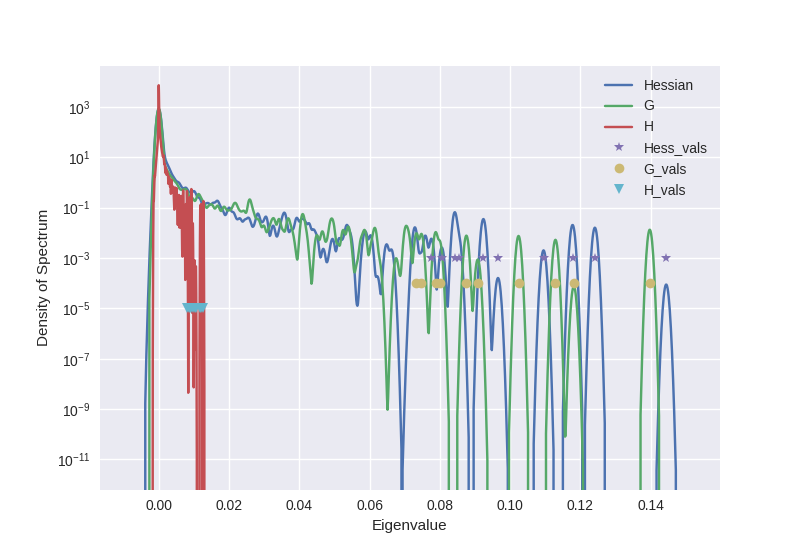 Hessian
G
H
Hess_vals
G_vals
H_vals
10³
10¹
10⁻¹
10⁻³
10⁻⁵
10⁻⁷
10⁻⁹
10⁻¹¹
Density of Spectrum
0.00 0.02 0.04 0.06 0.08 0.10 0.12 0.14
Eigenvalue